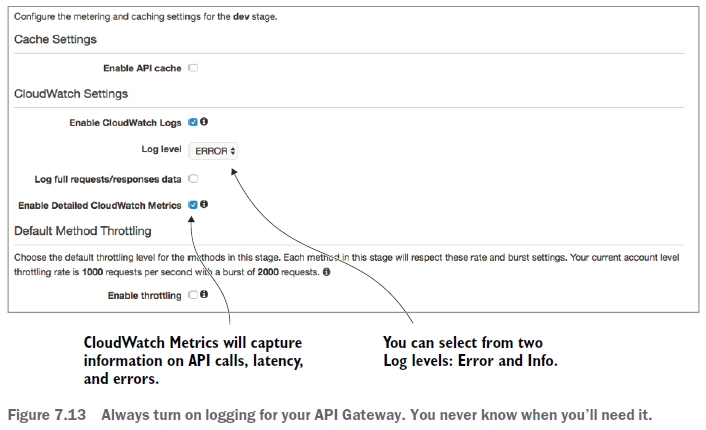 Configure the metering and caching settings for the dev stage.
Cache Settings
Enable API cache
CloudWatch Settings
Enable CloudWatch Logs
Log level ERROR
Log full requests/responses data
Enable Detailed CloudWatch Metrics
Default Method Throttling
Choose the default throttling level for the methods in this stage. Each method in this stage will respect these rate and burst settings. Your current account level
throttling rate is 1000 requests per second with a burst of 2000 requests.
Enable throttling
CloudWatch Metrics will capture
information on API calls, latency,
and errors.
You can select from two
Log levels: Error and Info.
Figure 7.13 Always turn on logging for your API Gateway. You never know when you'll need it.